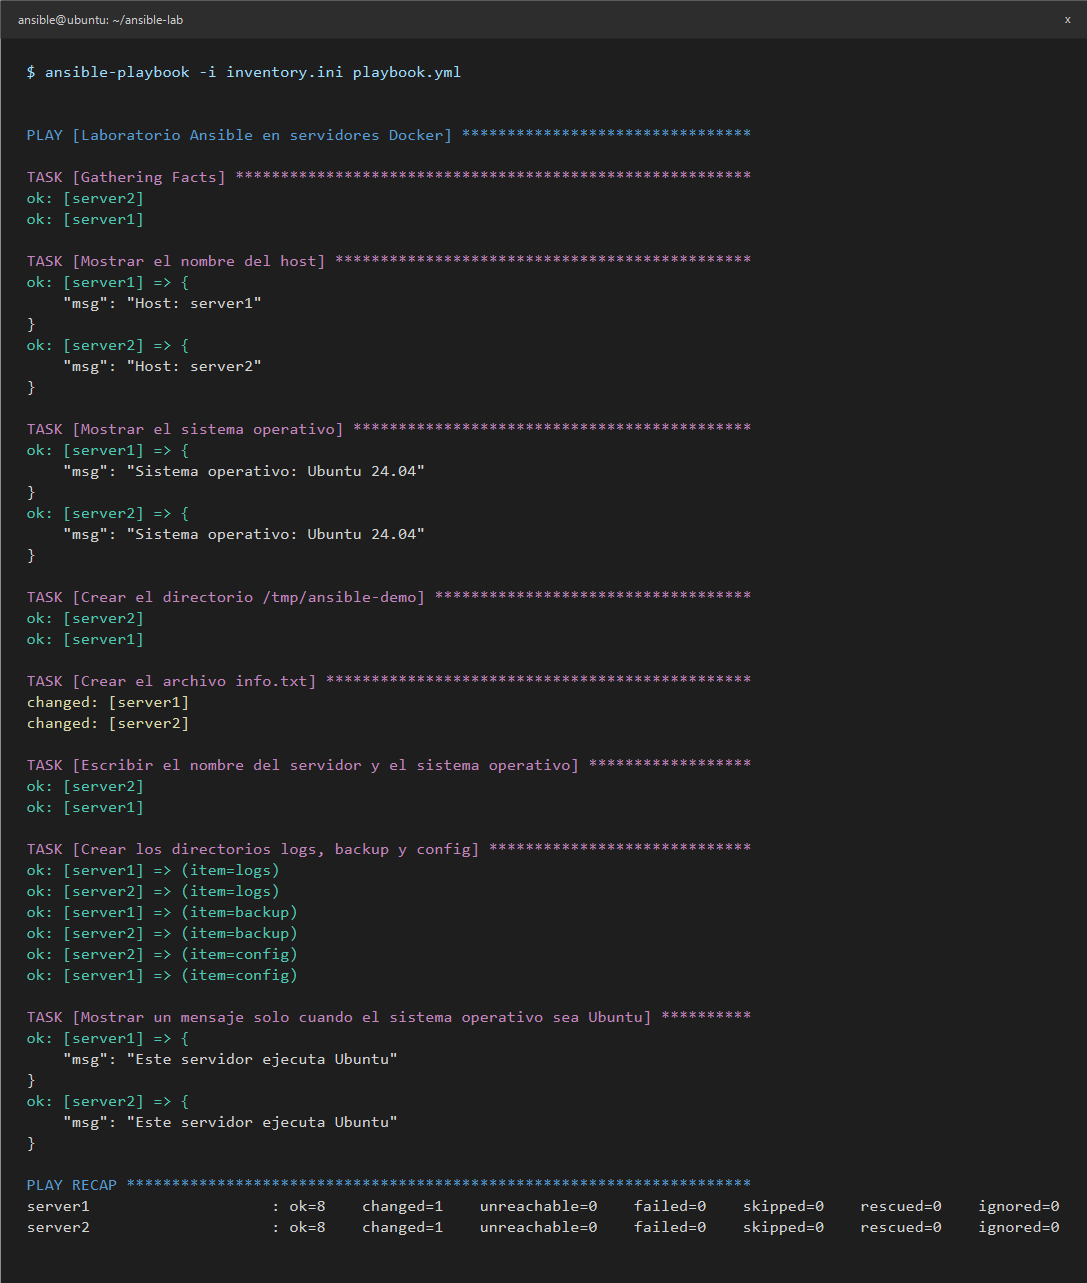 ansible@ubuntu: ~/ansible-lab x
$ ansible-playbook -i inventory.ini playbook.yml
PLAY [Laboratorio Ansible en servidores Docker] ********************************
TASK [Gathering Facts] *********************************************************
ok: [server2]
ok: [server1]
TASK [Mostrar el nombre del host] **********************************************
ok: [server1] => {
    "msg": "Host: server1"
}
ok: [server2] => {
    "msg": "Host: server2"
}
TASK [Mostrar el sistema operativo] ********************************************
ok: [server1] => {
    "msg": "Sistema operativo: Ubuntu 24.04"
}
ok: [server2] => {
    "msg": "Sistema operativo: Ubuntu 24.04"
}
TASK [Crear el directorio /tmp/ansible-demo] ***********************************
ok: [server2]
ok: [server1]
TASK [Crear el archivo info.txt] ***********************************************
changed: [server1]
changed: [server2]
TASK [Escribir el nombre del servidor y el sistema operativo] ******************
ok: [server2]
ok: [server1]
TASK [Crear los directorios logs, backup y config] *****************************
ok: [server1] => (item=logs)
ok: [server2] => (item=logs)
ok: [server1] => (item=backup)
ok: [server2] => (item=backup)
ok: [server2] => (item=config)
ok: [server1] => (item=config)
TASK [Mostrar un mensaje solo cuando el sistema operativo sea Ubuntu] **********
ok: [server1] => {
    "msg": "Este servidor ejecuta Ubuntu"
}
ok: [server2] => {
    "msg": "Este servidor ejecuta Ubuntu"
}
PLAY RECAP *********************************************************************
server1                    : ok=8    changed=1    unreachable=0    failed=0    skipped=0    rescued=0    ignored=0
server2                    : ok=8    changed=1    unreachable=0    failed=0    skipped=0    rescued=0    ignored=0